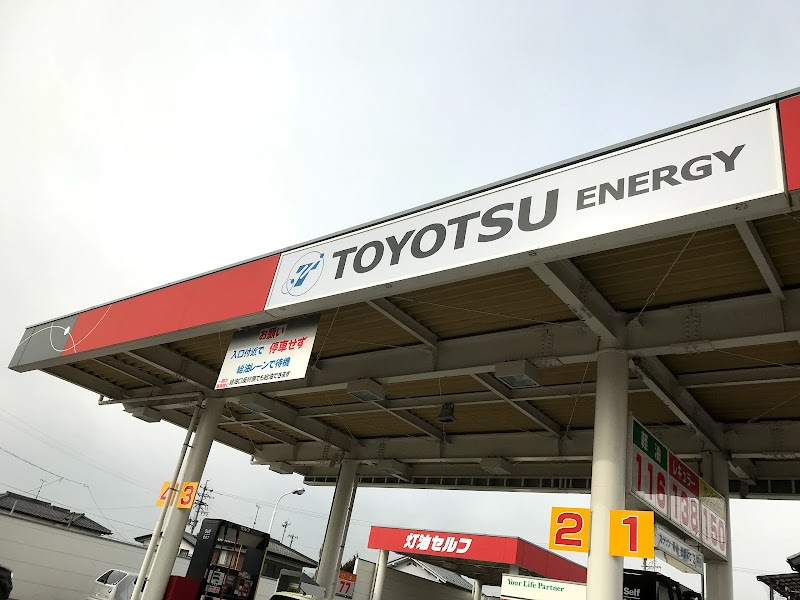 TOYOTSU ENERGY
お願い
入口付近で 停車せず
給油レーンで待機
4 3
灯油セルフ
77
2 1
Your Life Partner
軽油 レギュラー
116 138 150
Self